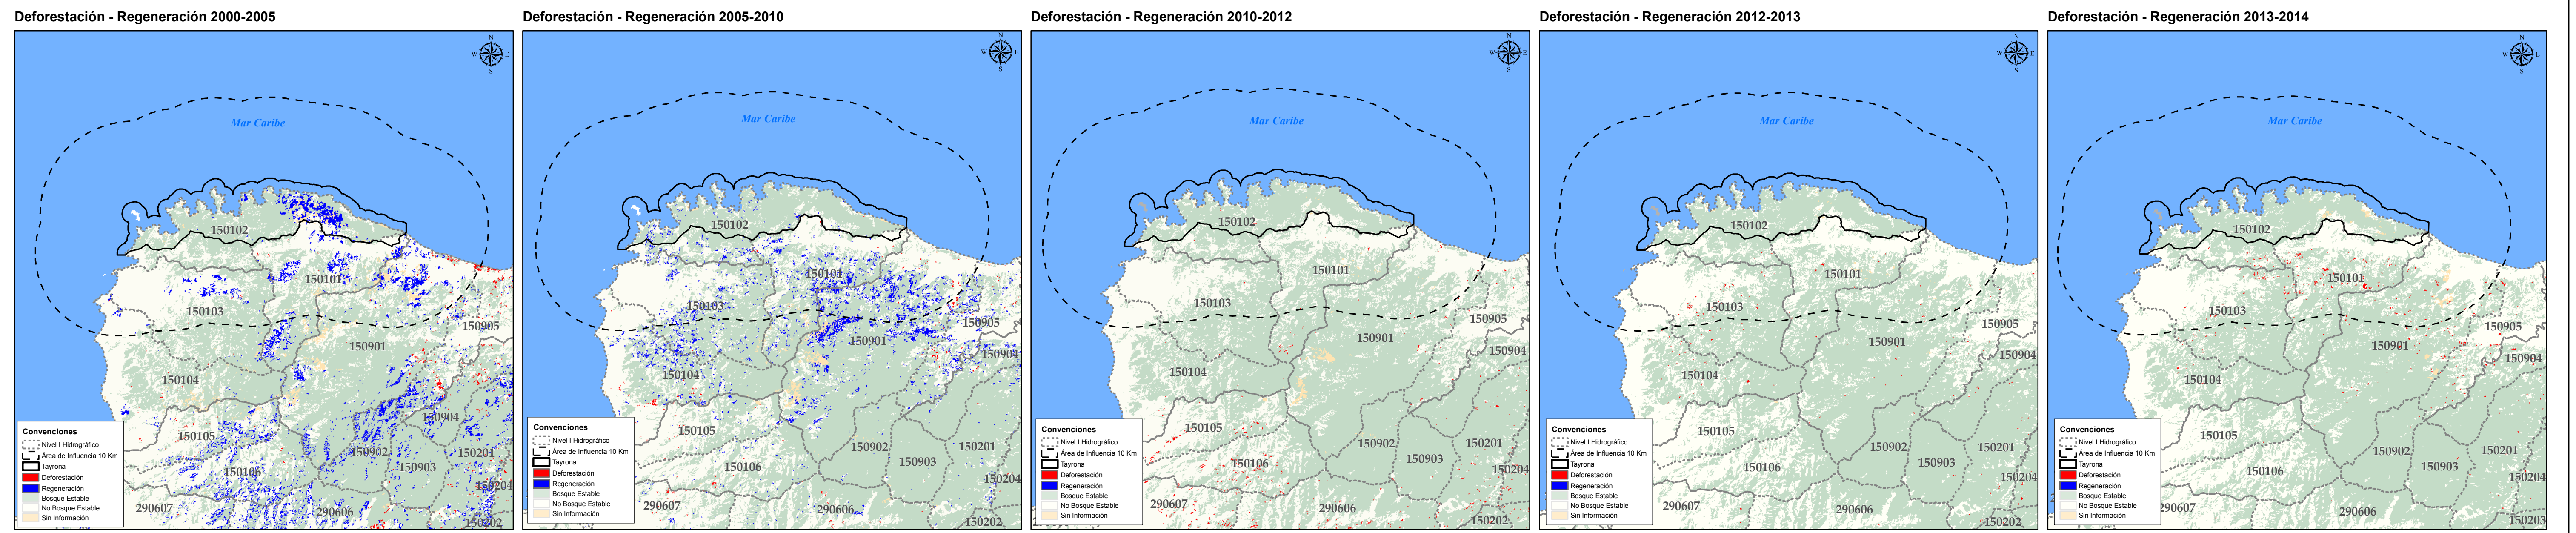 Deforestación - Regeneración 2000-2005
N
W E
S
Mar Caribe
150102
150101
150103
150905
150901
150104
150904
150105
150902
150903
150201
150106
150204
290607
290606
150202
Convenciones
Nivel I Hidrográfico
Área de Influencia 10 Km
Tayrona
Deforestación
Regeneración
Bosque Estable
No Bosque Estable
Sin Información
Deforestación - Regeneración 2005-2010
N
W E
S
Mar Caribe
150102
150101
150103
150905
150901
150904
150104
150105
150902
150201
150903
150106
150204
290607
290606
150202
Convenciones
Nivel I Hidrográfico
Área de Influencia 10 Km
Tayrona
Deforestación
Regeneración
Bosque Estable
No Bosque Estable
Sin Información
Deforestación - Regeneración 2010-2012
N
W E
S
Mar Caribe
150102
150101
150103
150905
150901
150904
150104
150105
150902
150201
150903
150106
150204
290607
290606
150202
Convenciones
Nivel I Hidrográfico
Área de Influencia 10 Km
Tayrona
Deforestación
Regeneración
Bosque Estable
No Bosque Estable
Sin Información
Deforestación - Regeneración 2012-2013
N
W E
S
Mar Caribe
150102
150101
150103
150905
150901
150904
150104
150105
150902
150201
150903
150106
150204
290607
290606
150202
Convenciones
Nivel I Hidrográfico
Área de Influencia 10 Km
Tayrona
Deforestación
Regeneración
Bosque Estable
No Bosque Estable
Sin Información
Deforestación - Regeneración 2013-2014
N
W E
S
Mar Caribe
150102
150101
150103
150905
150901
150904
150104
150105
150902
150201
150903
150106
150204
290607
290606
150203
Convenciones
Nivel I Hidrográfico
Área de Influencia 10 Km
Tayrona
Deforestación
Regeneración
Bosque Estable
No Bosque Estable
Sin Información